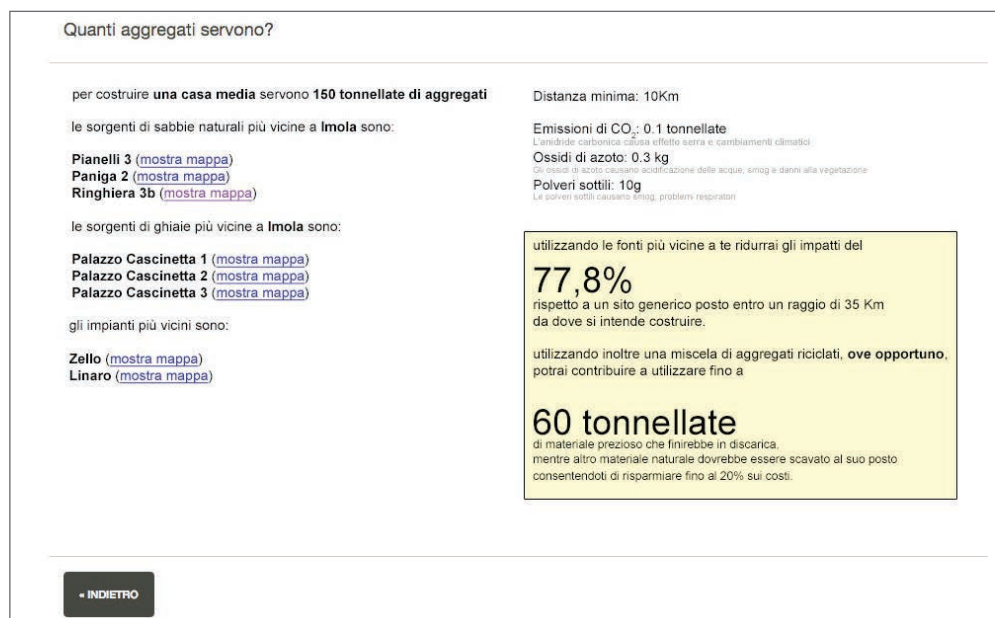 Quanti aggregati servono?
per costruire una casa media servono 150 tonnellate di aggregati
le sorgenti di sabbie naturali più vicine a Imola sono:
Pianelli 3 (mostra mappa)
Paniga 2 (mostra mappa)
Ringhiera 3b (mostra mappa)
le sorgenti di ghiaie più vicine a Imola sono:
Palazzo Cascinetta 1 (mostra mappa)
Palazzo Cascinetta 2 (mostra mappa)
Palazzo Cascinetta 3 (mostra mappa)
gli impianti più vicini sono:
Zello (mostra mappa)
Linaro (mostra mappa)
Distanza minima: 10Km
Emissioni di CO2: 0.1 tonnellate
L'anidride carbonica causa effetto serra e cambiamenti climatici
Ossidi di azoto: 0.3 kg
Gli ossidi di azoto causano acidificazione delle acque, smog e danni alla vegetazione
Polveri sottili: 10g
Le polveri sottili causano smog, problemi respiratori
utilizzando le fonti più vicine a te ridurrai gli impatti del
77,8%
rispetto a un sito generico posto entro un raggio di 35 Km
da dove si intende costruire.
utilizzando inoltre una miscela di aggregati riciclati, ove opportuno,
potrai contribuire a utilizzare fino a
60 tonnellate
di materiale prezioso che finirebbe in discarica,
mentre altro materiale naturale dovrebbe essere scavato al suo posto
consentendoti di risparmiare fino al 20% sui costi.
« INDIETRO